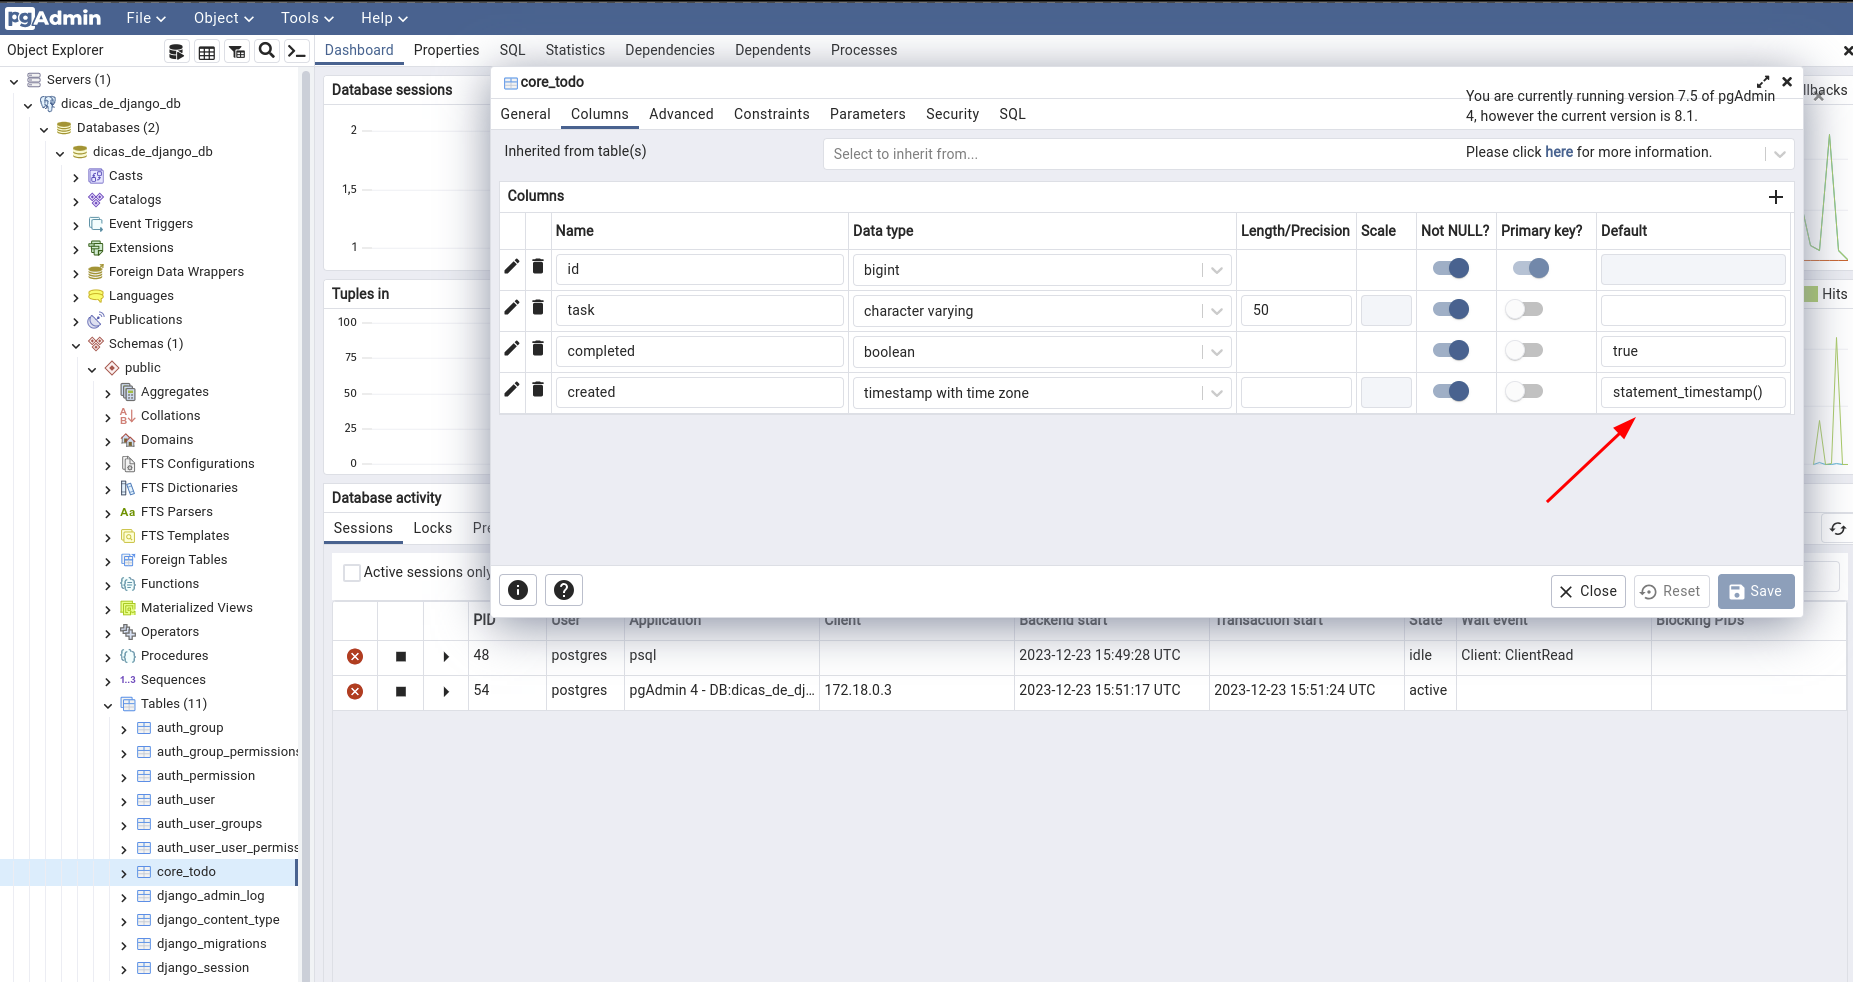 pgAdmin File Object Tools Help
Object Explorer
Dashboard Properties SQL Statistics Dependencies Dependents Processes
Servers (1)
dicas_de_django_db
Databases (2)
dicas_de_django_db
Casts
Catalogs
Event Triggers
Extensions
Foreign Data Wrappers
Languages
Publications
Schemas (1)
public
Aggregates
Collations
Domains
FTS Configurations
FTS Dictionaries
Aa FTS Parsers
FTS Templates
Foreign Tables
Functions
Materialized Views
Operators
Procedures
1..3 Sequences
Tables (11)
auth_group
auth_group_permissions
auth_permission
auth_user
auth_user_groups
auth_user_user_permiss
core_todo
django_admin_log
django_content_type
django_migrations
django_session
Database sessions
2
1,5
1
Tuples in
100
75
50
25
0
llbacks
Hits
core_todo
You are currently running version 7.5 of pgAdmin
4, however the current version is 8.1.
Please click here for more information.
General Columns Advanced Constraints Parameters Security SQL
Inherited from table(s) Select to inherit from...
Columns
Name Data type Length/Precision Scale Not NULL? Primary key? Default
id bigint
task character varying 50
completed boolean true
created timestamp with time zone statement_timestamp()
Close Reset Save
Database activity
Sessions Locks Pre
Active sessions only
PID User Application Client Backend start Transaction start State Wait event Blocking PIDs
48 postgres psql 2023-12-23 15:49:28 UTC idle Client: ClientRead
54 postgres pgAdmin 4 - DB:dicas_de_dj... 172.18.0.3 2023-12-23 15:51:17 UTC 2023-12-23 15:51:24 UTC active